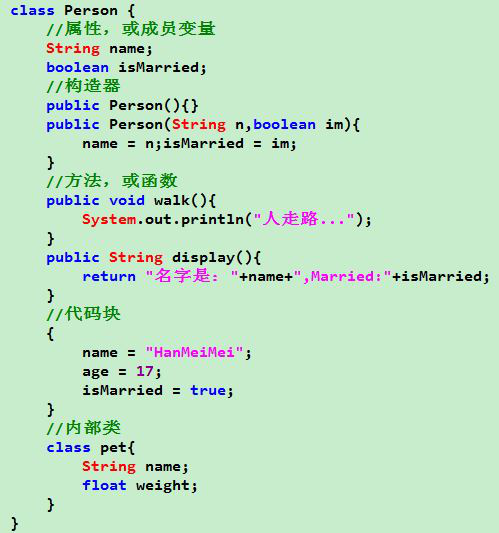 class Person {
    //属性，或成员变量
    String name;
    boolean isMarried;
    //构造器
    public Person(){}
    public Person(String n,boolean im){
        name = n;isMarried = im;
    }
    //方法，或函数
    public void walk(){
        System.out.println("人走路...");
    }
    public String display(){
        return "名字是："+name+",Married:"+isMarried;
    }
    //代码块
    {
        name = "HanMeiMei";
        age = 17;
        isMarried = true;
    }
    //内部类
    class pet{
        String name;
        float weight;
    }
}